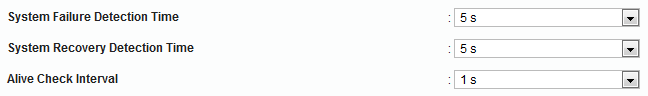 System Failure Detection Time : 5 s
System Recovery Detection Time : 5 s
Alive Check Interval : 1 s